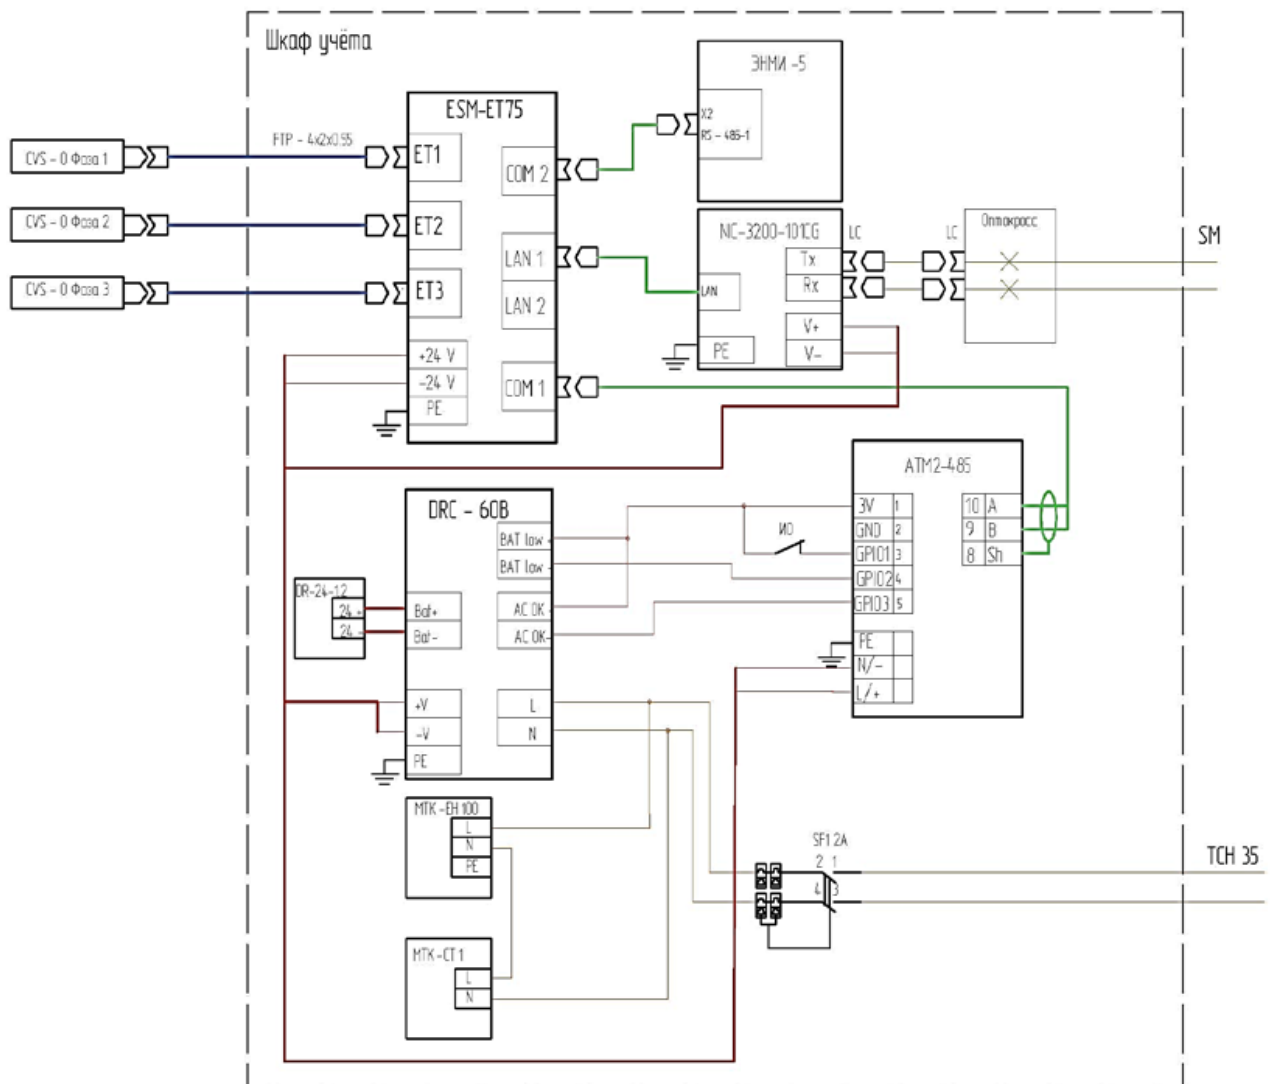 Шкаф учёта
ЭНМИ -5
X2
RS - 485-1
ESM-ET75
FTP - 4x2x0.55
CVS - 0 Фаза 1
CVS - 0 Фаза 2
CVS - 0 Фаза 3
ET1
ET2
ET3
COM 2
LAN 1
LAN 2
COM 1
+24 V
-24 V
PE
NC-3200-101CG
LAN
PE
Tx
Rx
V+
V-
LC
LC
Оптокросс
SM
ATM2-485
3V 1
GND 2
GPIO1 3
GPIO2 4
GPIO3 5
10 A
9 B
8 Sh
PE
N/-
L/+
ИО
DRC - 60B
BAT low
BAT low
AC OK
AC OK-
Bat+
Bat-
DR-24-12
24 +
24 -
+V
-V
PE
L
N
МТК -ЕН 100
L
N
PE
МТК -СТ 1
L
N
SF1 2A
2 1
4 3
ТСН 35